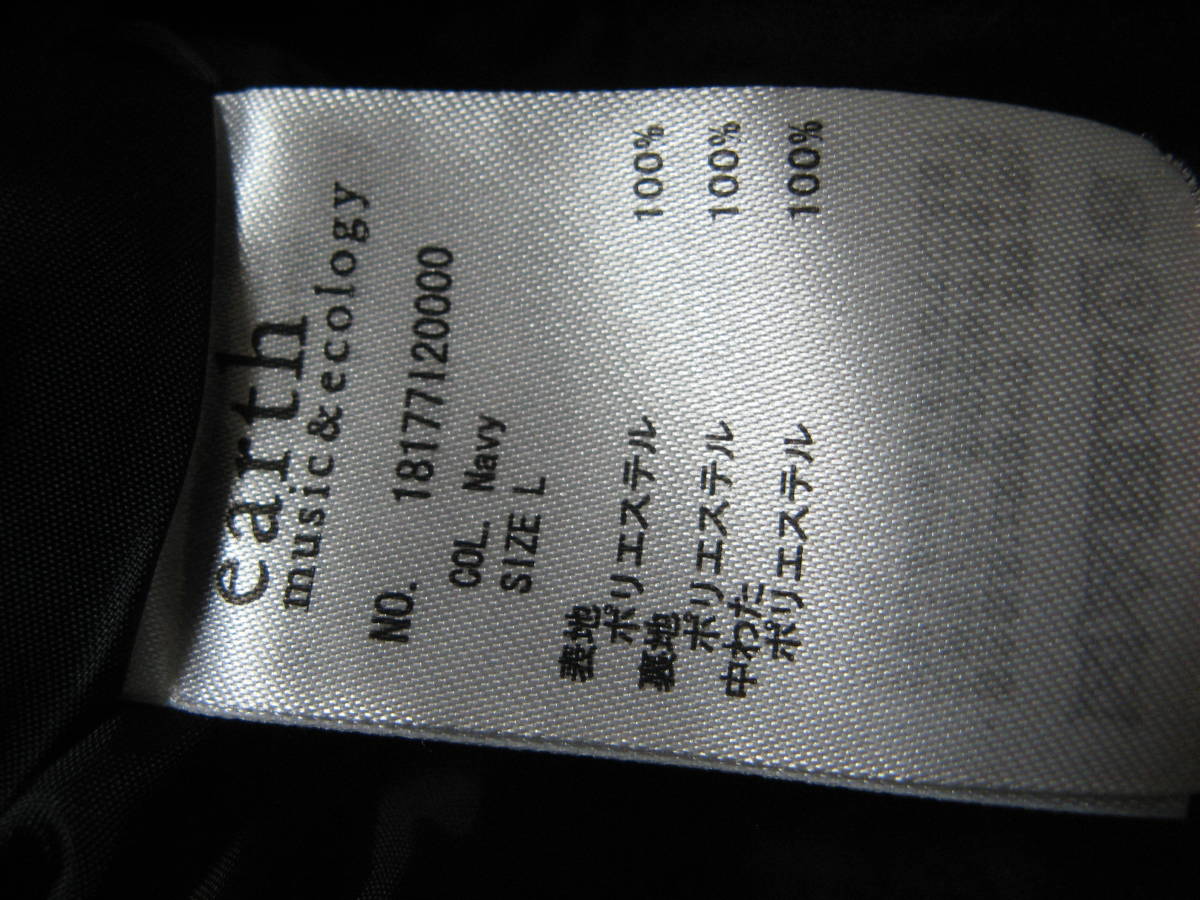 earth
music&ecology
NO. 18177120000
COL. Navy
SIZE L
表地
ポリエステル 100%
裏地
ポリエステル 100%
中わた
ポリエステル 100%